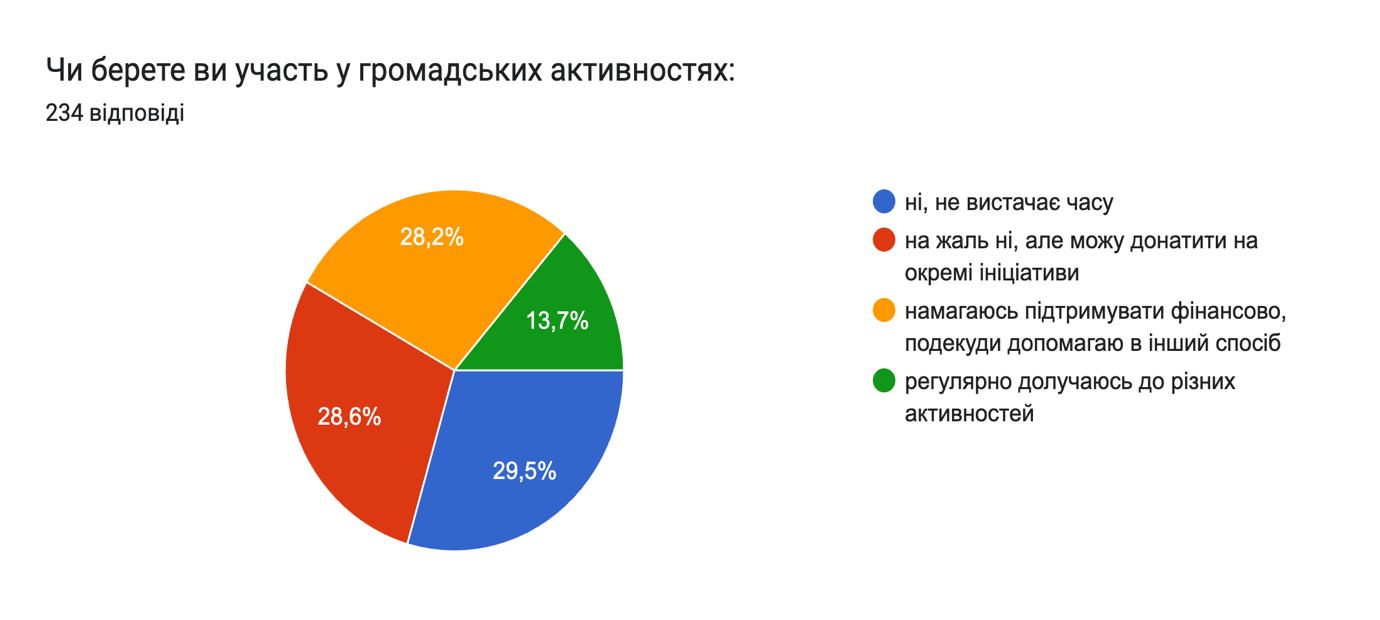 Чи берете ви участь у громадських активностях:
234 відповіді
28,2%
13,7%
28,6%
29,5%
ні, не вистачає часу
на жаль ні, але можу донатити на
окремі ініціативи
намагаюсь підтримувати фінансово,
подекуди допомагаю в інший спосіб
регулярно долучаюсь до різних
активностей